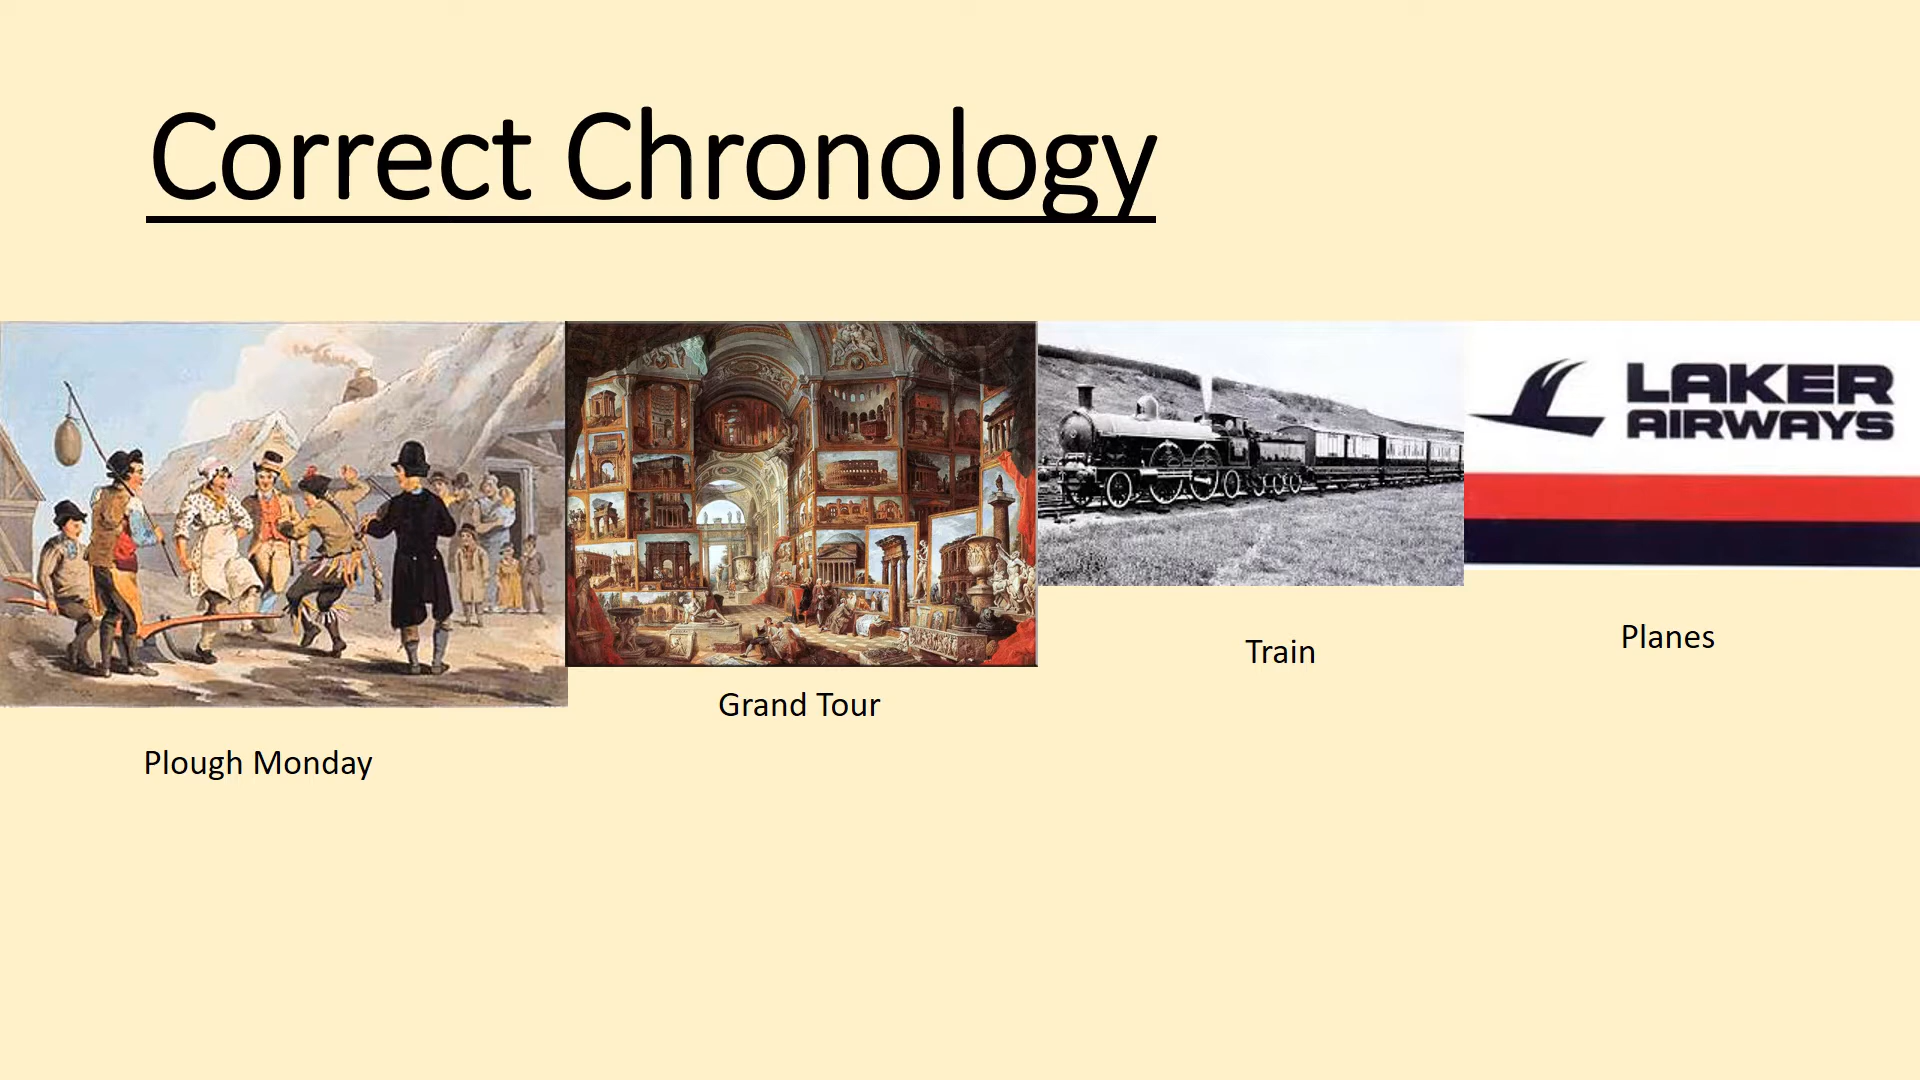 Correct Chronology
LAKER
AIRWAYS
Planes
Train
Grand Tour
Plough Monday